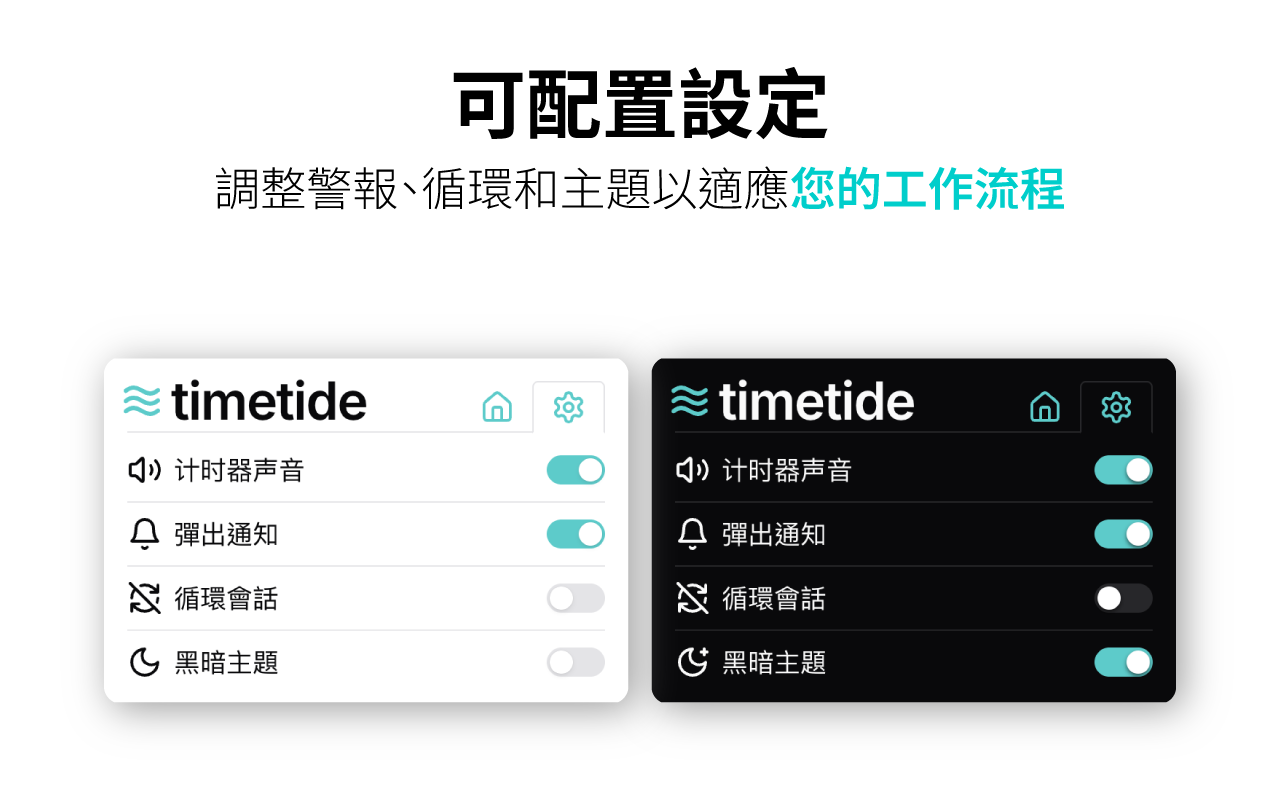 可配置設定
調整警報、循環和主題以適應您的工作流程
timetide
计时器声音
彈出通知
循環會話
黑暗主題
timetide
计时器声音
彈出通知
循環會話
黑暗主題